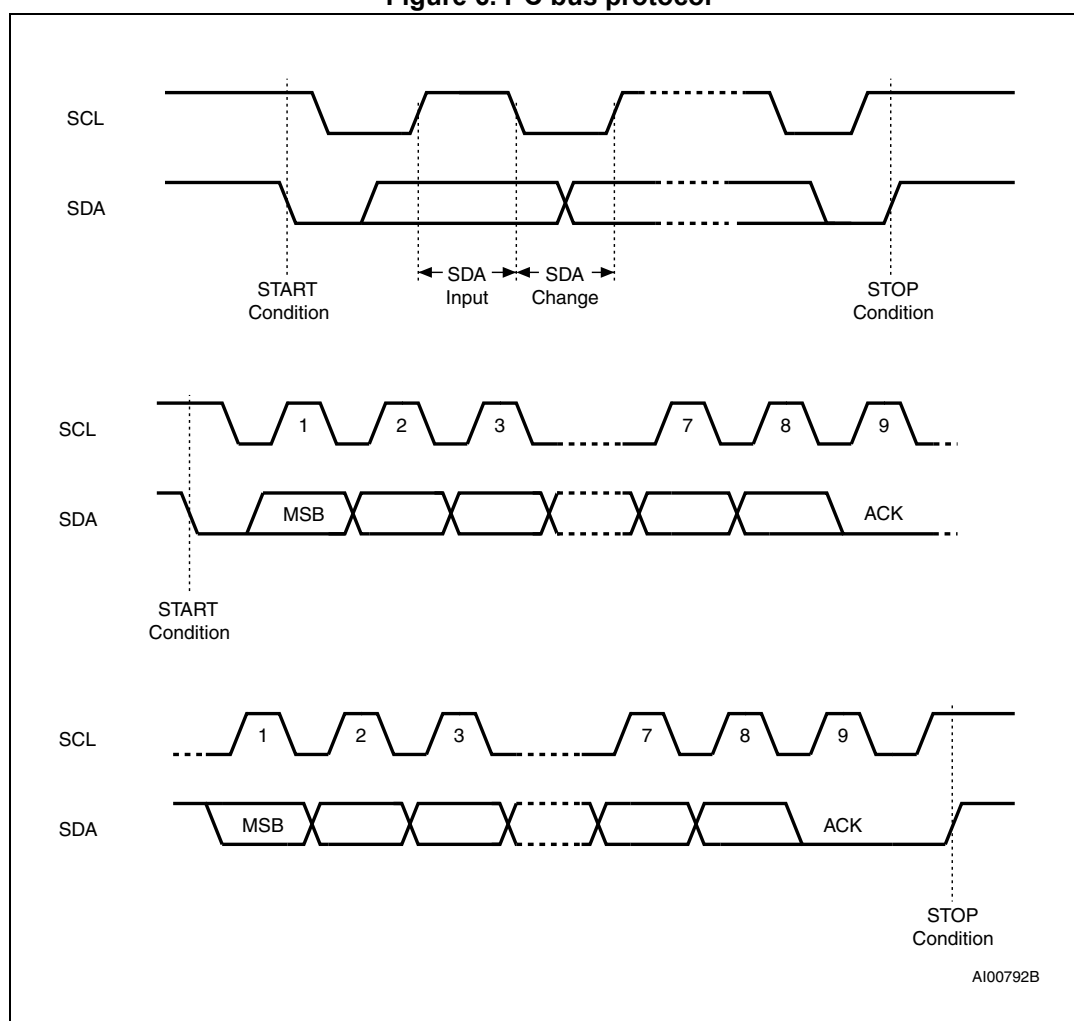 SCL
SDA
SDA
Input
SDA
Change
START
Condition
STOP
Condition
SCL
1 2 3 7 8 9
SDA
MSB ACK
START
Condition
SCL
1 2 3 7 8 9
SDA
MSB ACK
STOP
Condition
AI00792B